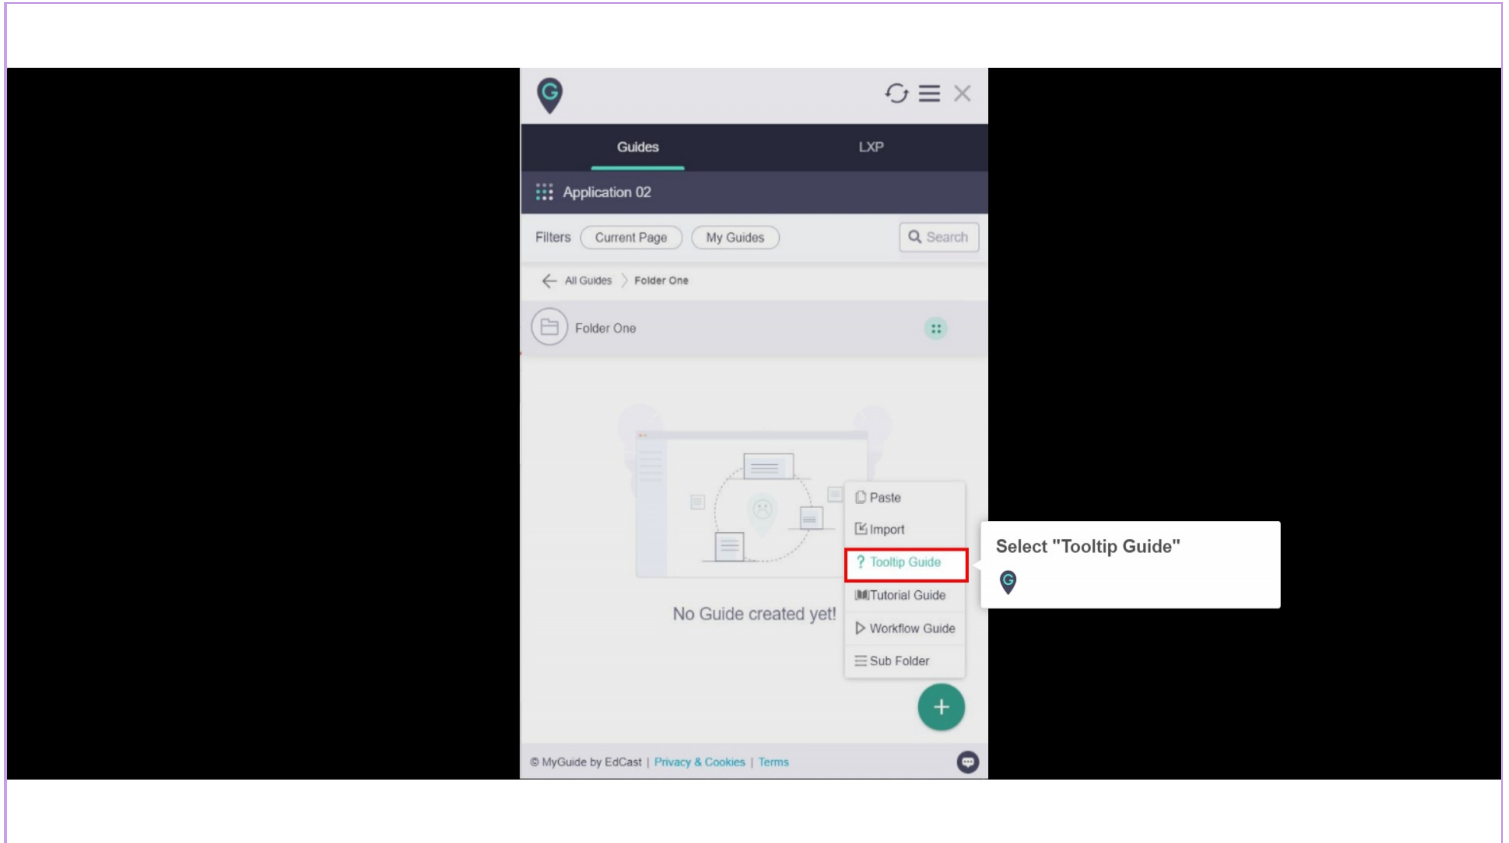 G
Guides LXP
Application 02
Filters Current Page My Guides Search
All Guides Folder One
Folder One
Paste
Import
Select "Tooltip Guide"
? Tooltip Guide
G
Tutorial Guide
No Guide created yet!
Workflow Guide
Sub Folder
+
© MyGuide by EdCast | Privacy & Cookies | Terms